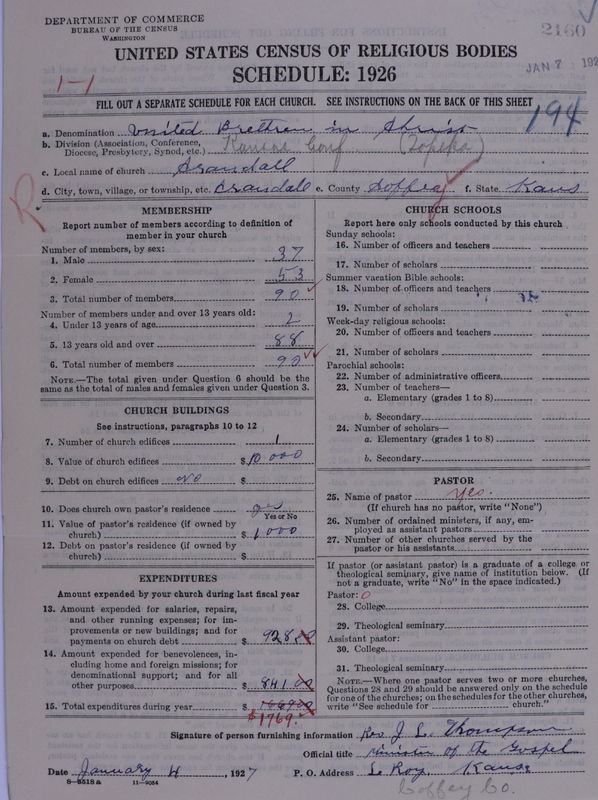 DEPARTMENT OF COMMERCE
BUREAU OF THE CENSUS
WASHINGTON
2160
UNITED STATES CENSUS OF RELIGIOUS BODIES
JAN 7 192
SCHEDULE: 1926
1-1
FILL OUT A SEPARATE SCHEDULE FOR EACH CHURCH. SEE INSTRUCTIONS ON THE BACK OF THIS SHEET
194
a. Denomination United Brethren in Christ
b. Division (Association, Conference, Diocese, Presbytery, Synod, etc.) Kansas Conf (Topeka)
c. Local name of church Crandall
d. City, town, village, or township, etc. Crandall e. County Coffey f. State Kans
R
MEMBERSHIP
Report number of members according to definition of
member in your church
Number of members, by sex:
1. Male 37
2. Female 53
3. Total number of members 90
Number of members under and over 13 years old:
4. Under 13 years of age 2
5. 13 years old and over 88
6. Total number of members 90
NOTE.—The total given under Question 6 should be the
same as the total of males and females given under Question 3.
CHURCH BUILDINGS
See instructions, paragraphs 10 to 12
7. Number of church edifices 1
8. Value of church edifices $10000
9. Debt on church edifices no $
10. Does church own pastor's residence yes
Yes or No
11. Value of pastor's residence (if owned by
church) $1000
12. Debt on pastor's residence (if owned by
church) $
EXPENDITURES
Amount expended by your church during last fiscal year
13. Amount expended for salaries, repairs,
and other running expenses; for im-
provements or new buildings; and for
payments on church debt $92800
14. Amount expended for benevolences, in-
cluding home and foreign missions; for
denominational support; and for all
other purposes $84100
15. Total expenditures during year $
$1769.
CHURCH SCHOOLS
Report here only schools conducted by this church
Sunday schools:
16. Number of officers and teachers
17. Number of scholars
Summer vacation Bible schools:
18. Number of officers and teachers
19. Number of scholars
Week-day religious schools:
20. Number of officers and teachers
21. Number of scholars
Parochial schools:
22. Number of administrative officers
23. Number of teachers—
a. Elementary (grades 1 to 8)
b. Secondary
24. Number of scholars—
a. Elementary (grades 1 to 8)
b. Secondary
PASTOR
25. Name of pastor yes.
(If church has no pastor, write "None")
26. Number of ordained ministers, if any, em-
ployed as assistant pastors
27. Number of other churches served by the
pastor or his assistants
If pastor (or assistant pastor) is a graduate of a college or
theological seminary, give name of institution below. (If
not a graduate, write "No" in the space indicated.)
Pastor: 0
28. College
29. Theological seminary
Assistant pastor:
30. College
31. Theological seminary
NOTE.—Where one pastor serves two or more churches,
Questions 28 and 29 should be answered only on the schedule
for one of the churches; on the schedules for the other churches,
write "See schedule for church."
Signature of person furnishing information Rev J. L. Thompson
Official title Minister of the Gospel
Date January 4, 1927 P. O. Address Le Roy Kansas
8-5518a 11-9084
Coffey Co.